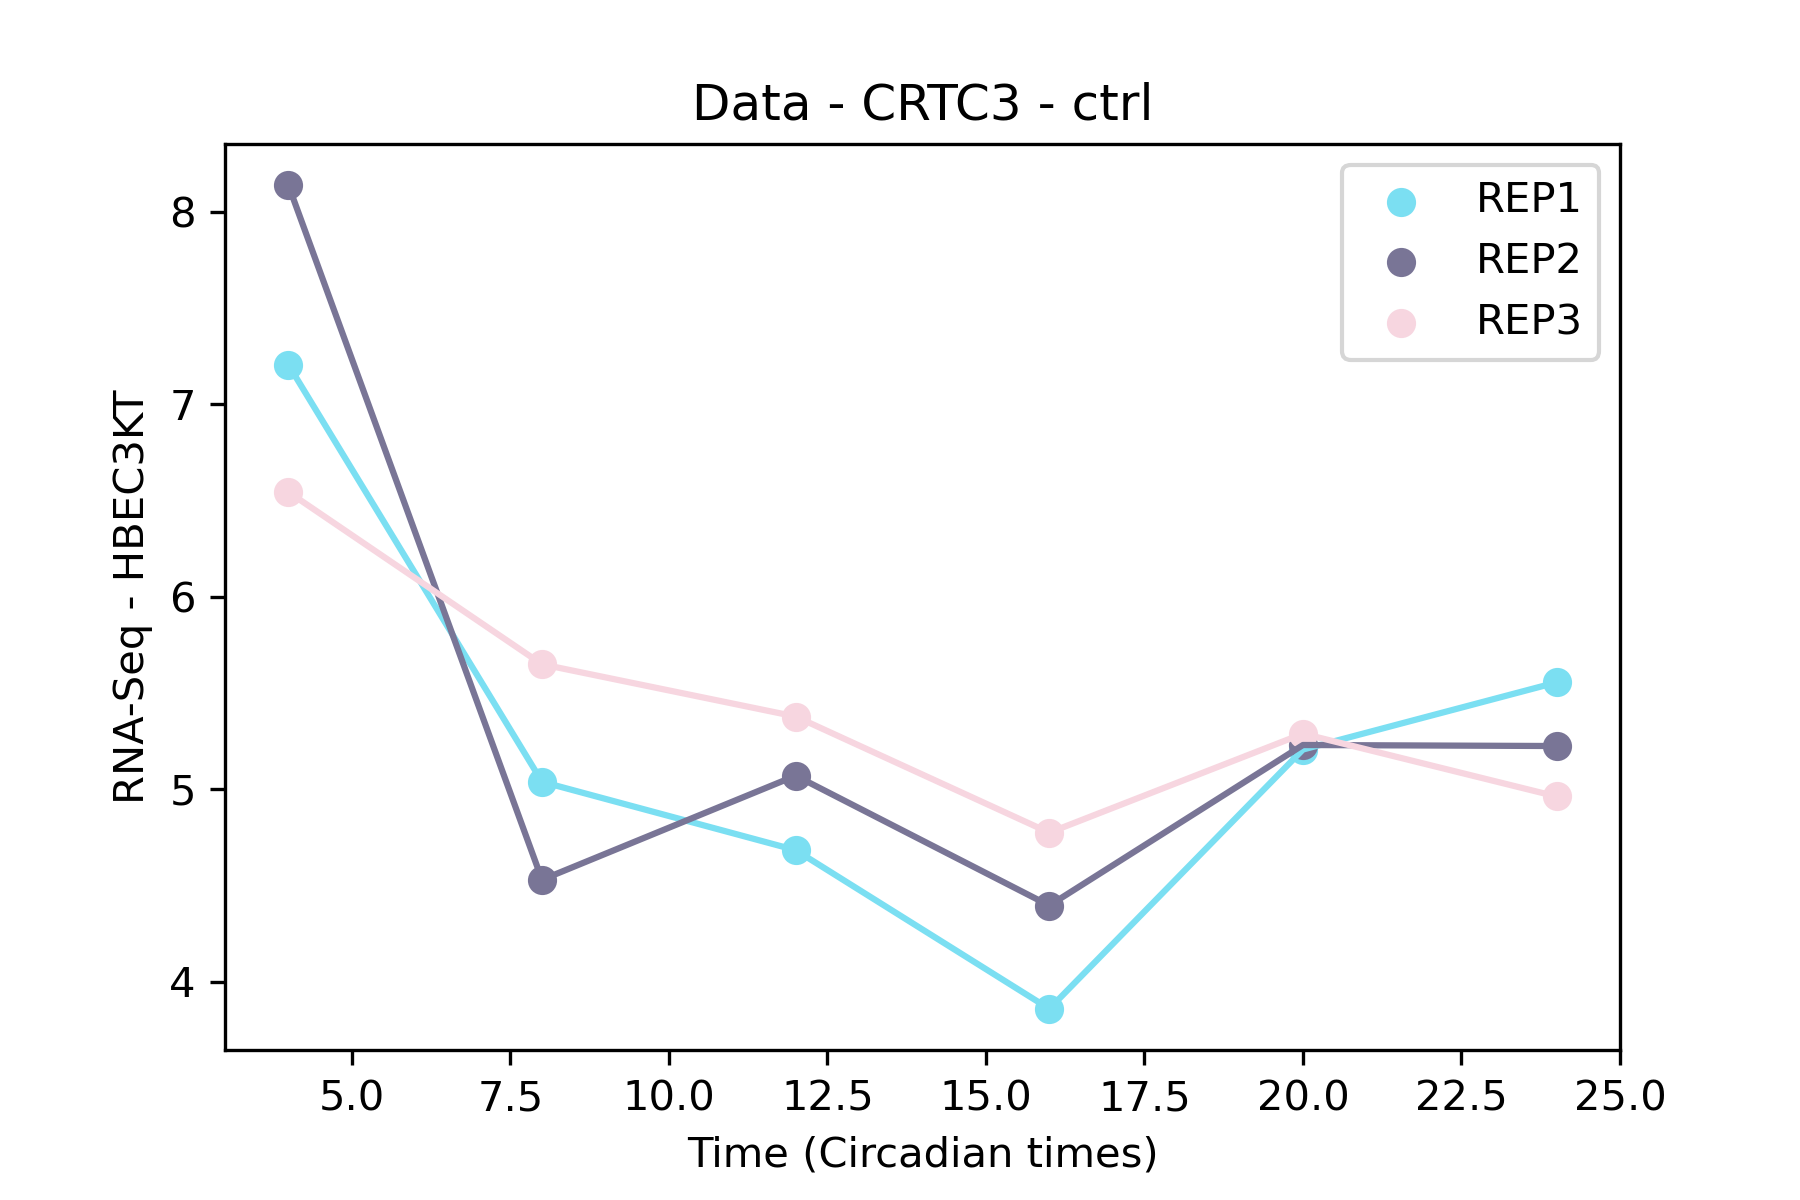 Data - CRTC3 - ctrl
REP1
REP2
REP3
RNA-Seq - HBEC3KT
8
7
6
5
4
5.0 7.5 10.0 12.5 15.0 17.5 20.0 22.5 25.0
Time (Circadian times)